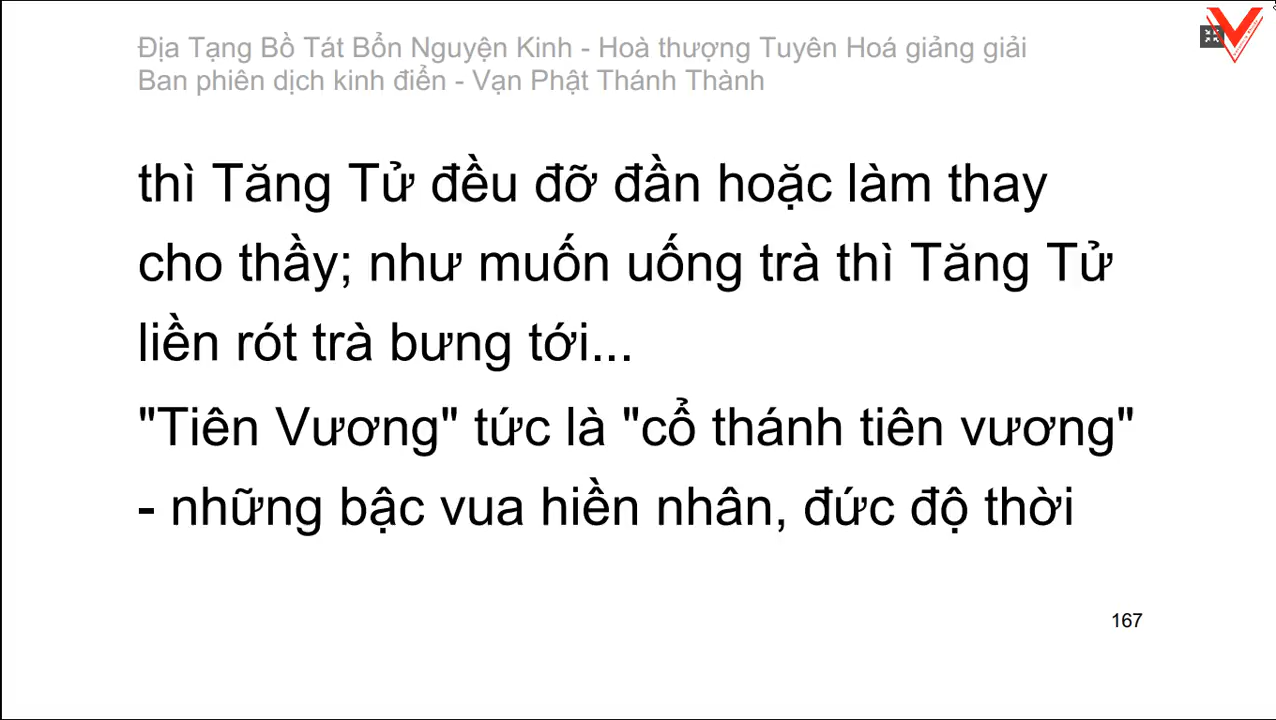 Địa Tạng Bồ Tát Bổn Nguyện Kinh - Hoà thượng Tuyên Hoá giảng giải
Ban phiên dịch kinh điển - Vạn Phật Thánh Thành
thì Tăng Tử đều đỡ đần hoặc làm thay
cho thầy; như muốn uống trà thì Tăng Tử
liền rót trà bưng tới...
"Tiên Vương" tức là "cổ thánh tiên vương"
- những bậc vua hiền nhân, đức độ thời
167